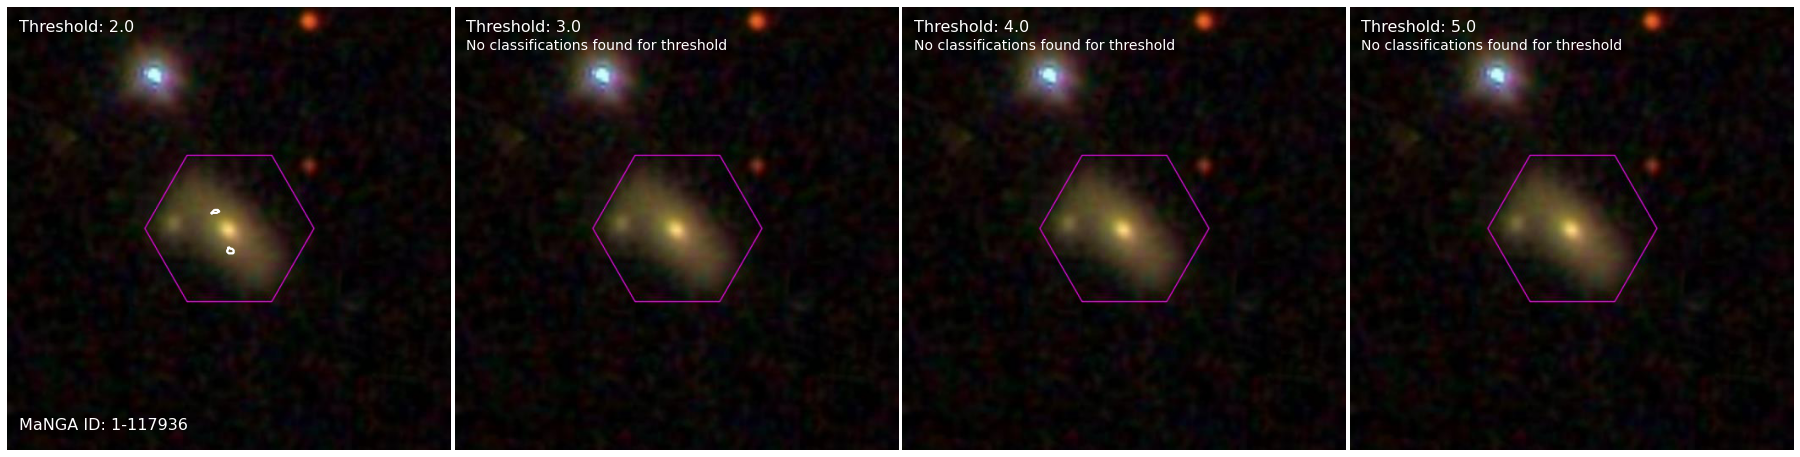 Threshold: 2.0
MaNGA ID: 1-117936
Threshold: 3.0
No classifications found for threshold
Threshold: 4.0
No classifications found for threshold
Threshold: 5.0
No classifications found for threshold